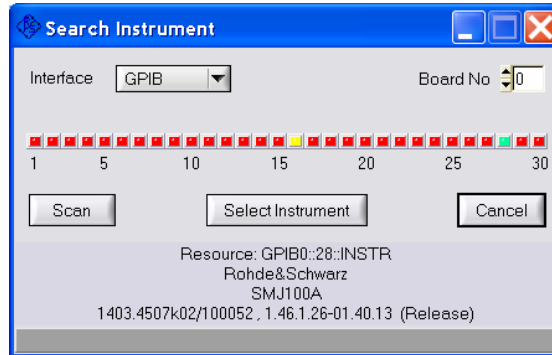 Search Instrument
Interface GPIB Board No 0
1 5 10 15 20 25 30
Scan Select Instrument Cancel
Resource: GPIB0::28::INSTR
Rohde&Schwarz
SMJ100A
1403.4507k02/100052 , 1.46.1.26-01.40.13 (Release)